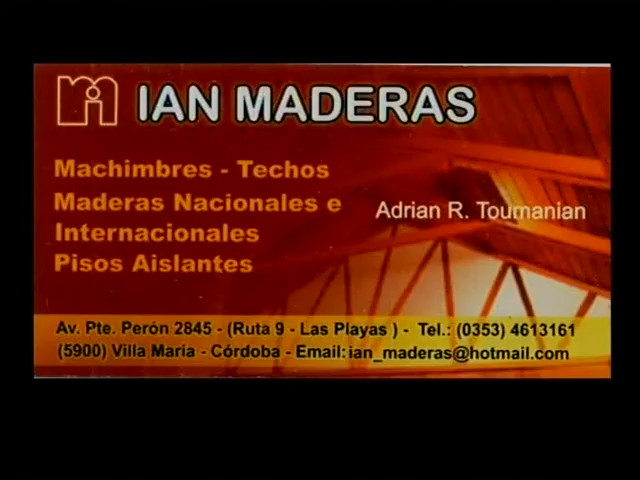 IAN MADERAS
Machimbres - Techos
Maderas Nacionales e
Internacionales
Pisos Aislantes
Adrian R. Toumanian
Av. Pte. Perón 2845 - (Ruta 9 - Las Playas ) - Tel.: (0353) 4613161
(5900) Villa María - Córdoba - Email: ian_maderas@hotmail.com